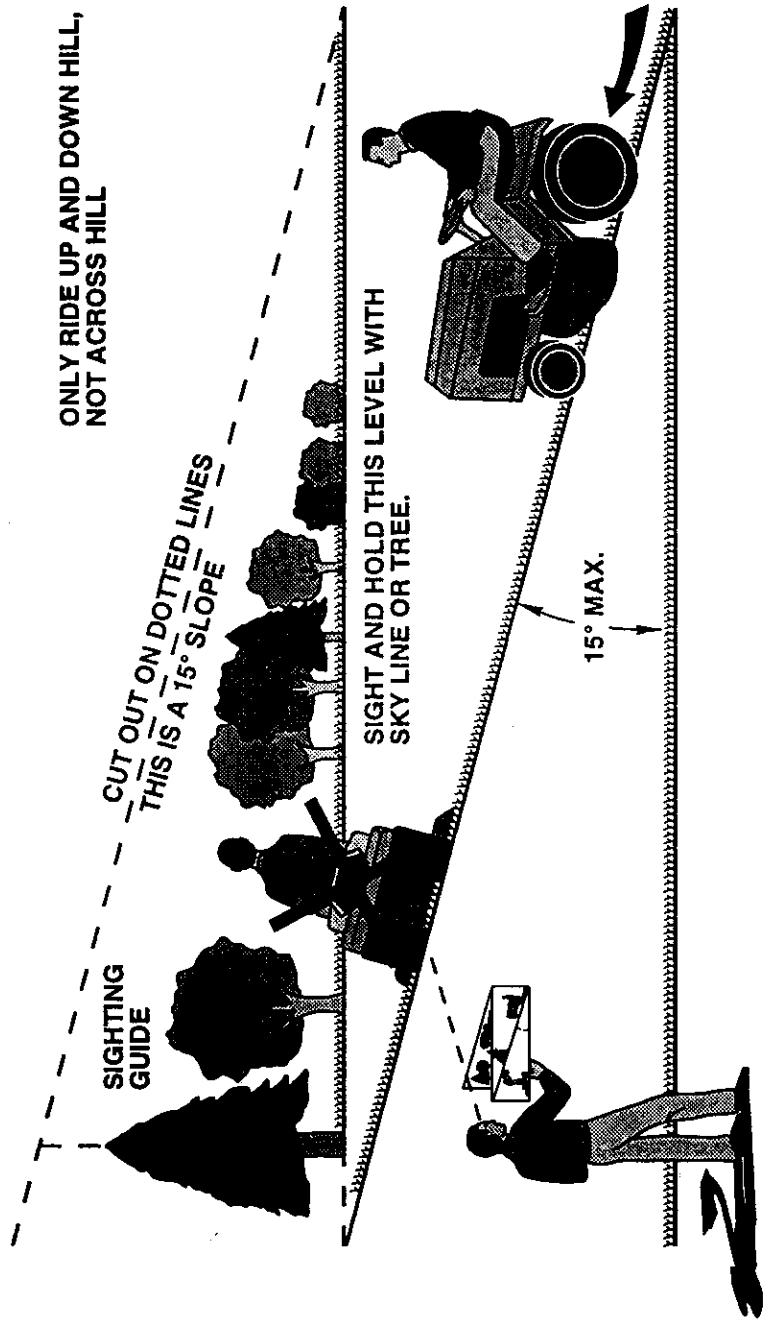 ONLY RIDE UP AND DOWN HILL,
NOT ACROSS HILL
CUT OUT ON DOTTED LINES
THIS IS A 15° SLOPE
SIGHTING
GUIDE
SIGHT AND HOLD THIS LEVEL WITH
SKY LINE OR TREE.
15° MAX.